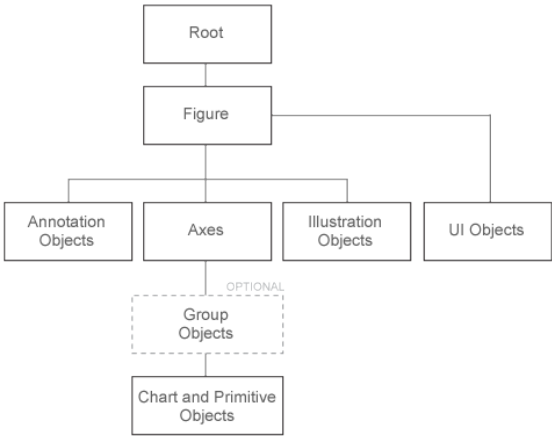 Root
Figure
Annotation
Objects
Axes
Illustration
Objects
UI Objects
OPTIONAL
Group
Objects
Chart and Primitive
Objects